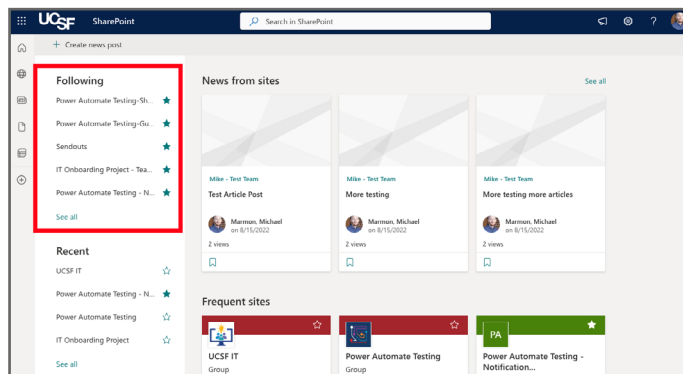 UCSF
SharePoint
Search in SharePoint
?
+ Create news post
Following
Power Automate Testing-Sh...
Power Automate Testing-Gu...
Sendouts
IT Onboarding Project - Tea...
Power Automate Testing - N...
See all
Recent
UCSF IT
Power Automate Testing - N...
Power Automate Testing
IT Onboarding Project
See all
News from sites
See all
Mike - Test Team
Test Article Post
Marmon, Michael
on 8/15/2022
2 views
Mike - Test Team
More testing
Marmon, Michael
on 8/15/2022
2 views
Mike - Test Team
More testing more articles
Marmon, Michael
on 8/15/2022
2 views
Frequent sites
UCSF IT
Group
Power Automate Testing
Group
PA
Power Automate Testing -
Notification...